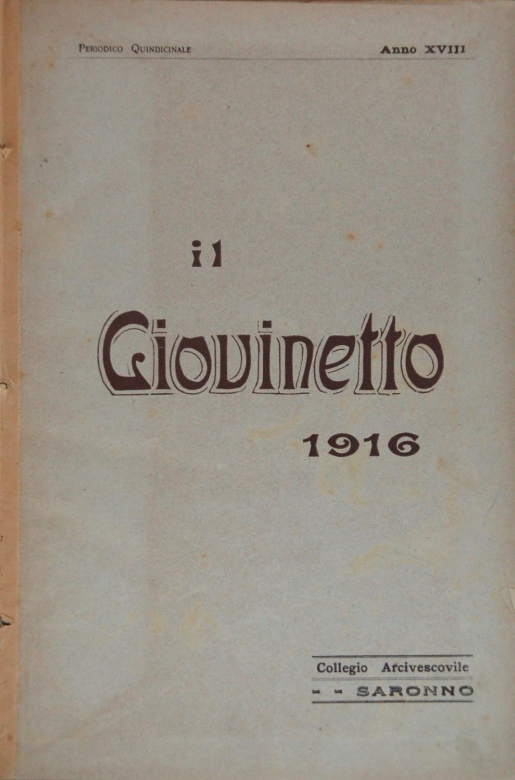 Periodico Quindicinale
Anno XVIII
il
Giovinetto
1916
Collegio Arcivescovile
- - SARONNO